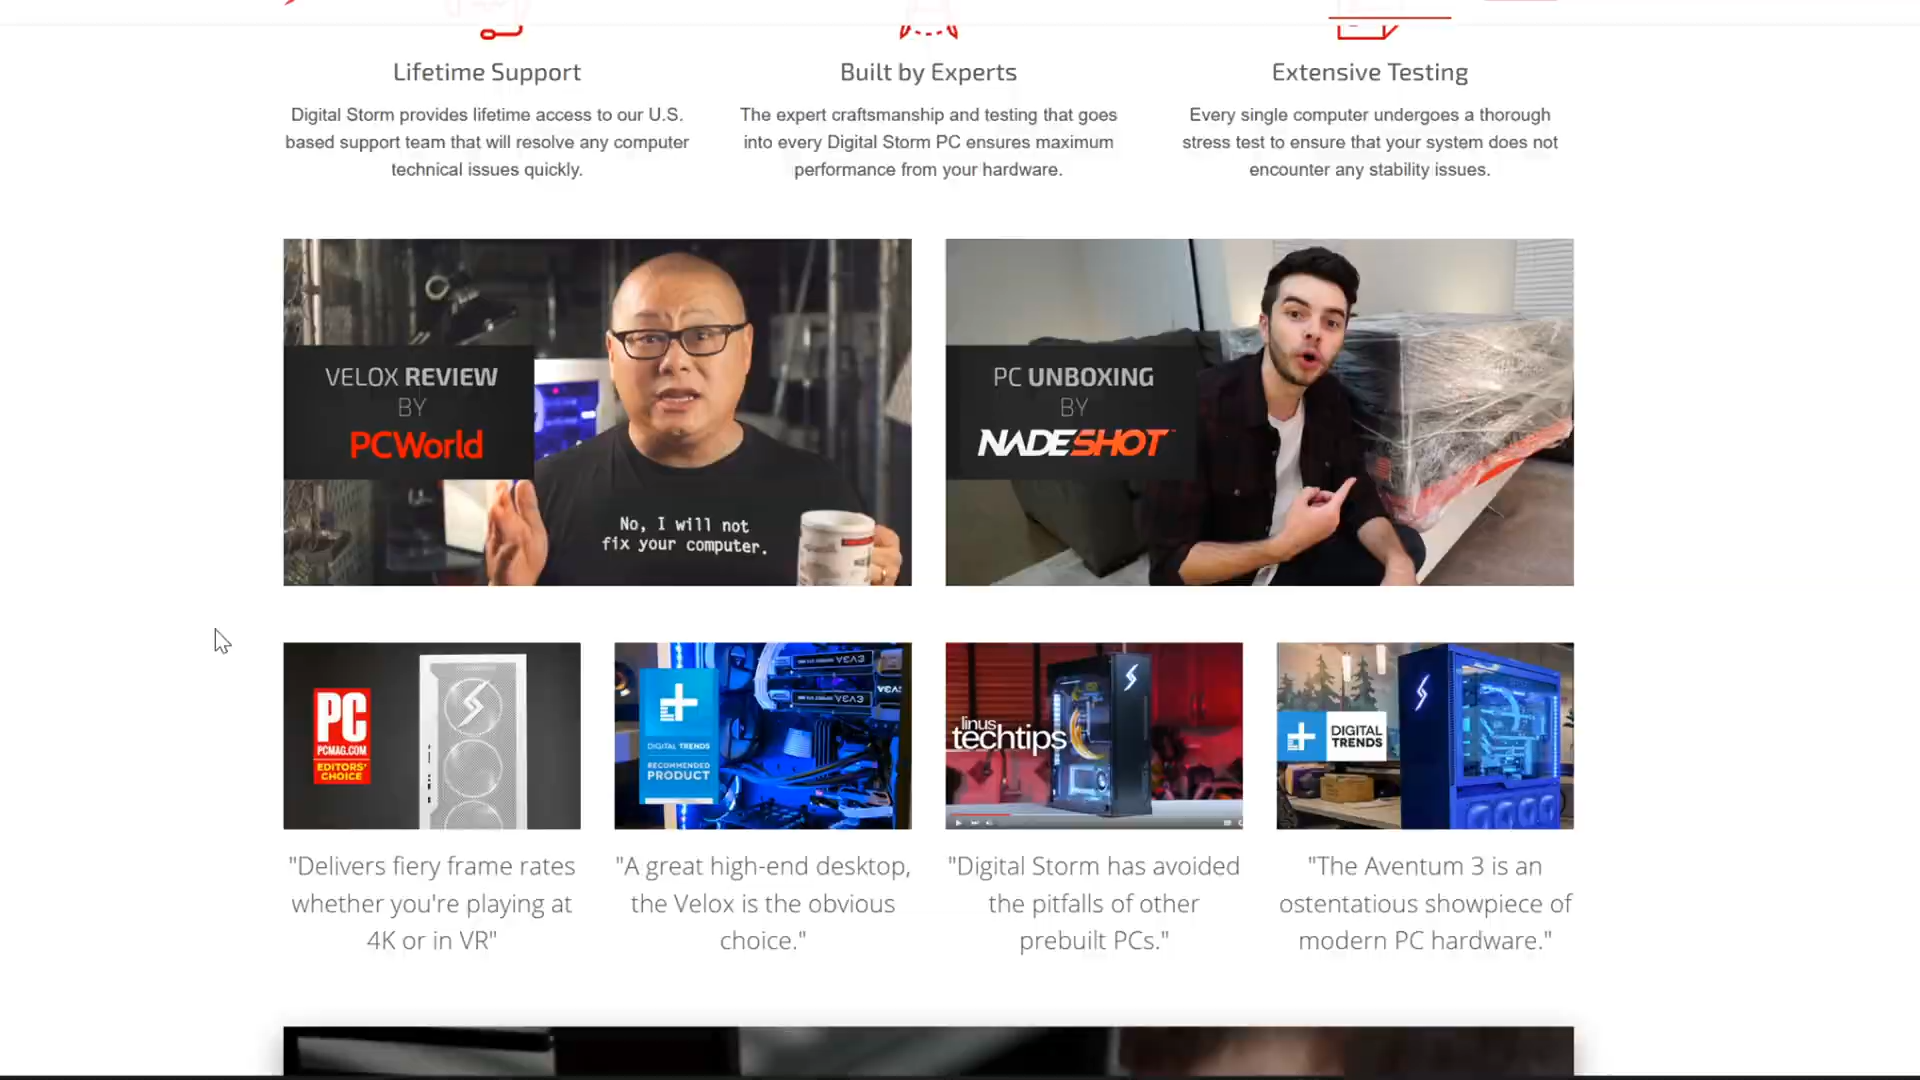 Lifetime Support
Digital Storm provides lifetime access to our U.S.
based support team that will resolve any computer
technical issues quickly.
Built by Experts
The expert craftsmanship and testing that goes
into every Digital Storm PC ensures maximum
performance from your hardware.
Extensive Testing
Every single computer undergoes a thorough
stress test to ensure that your system does not
encounter any stability issues.
VELOX REVIEW
BY
PCWorld
No, I will not
fix your computer.
PC UNBOXING
BY
NADESHOT
PC
PCMAG.COM
EDITORS'
CHOICE
"Delivers fiery frame rates
whether you're playing at
4K or in VR"
DIGITAL TRENDS
RECOMMENDED
PRODUCT
"A great high-end desktop,
the Velox is the obvious
choice."
linus
techtips
"Digital Storm has avoided
the pitfalls of other
prebuilt PCs."
DIGITAL
TRENDS
"The Aventum 3 is an
ostentatious showpiece of
modern PC hardware."